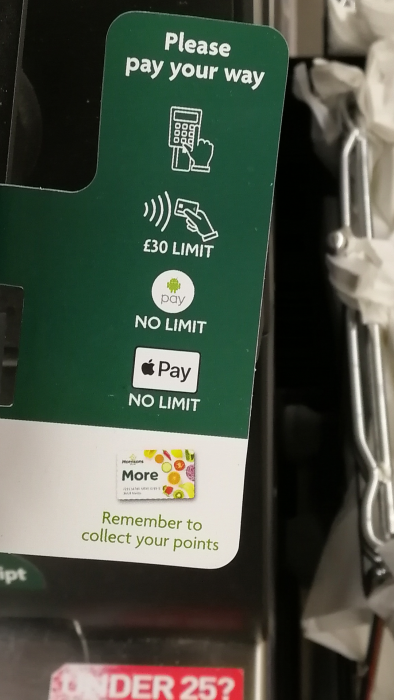 Please
pay your way
£30 LIMIT
pay
NO LIMIT
Pay
NO LIMIT
Morrisons
More
Remember to
collect your points
ipt
UNDER 25?